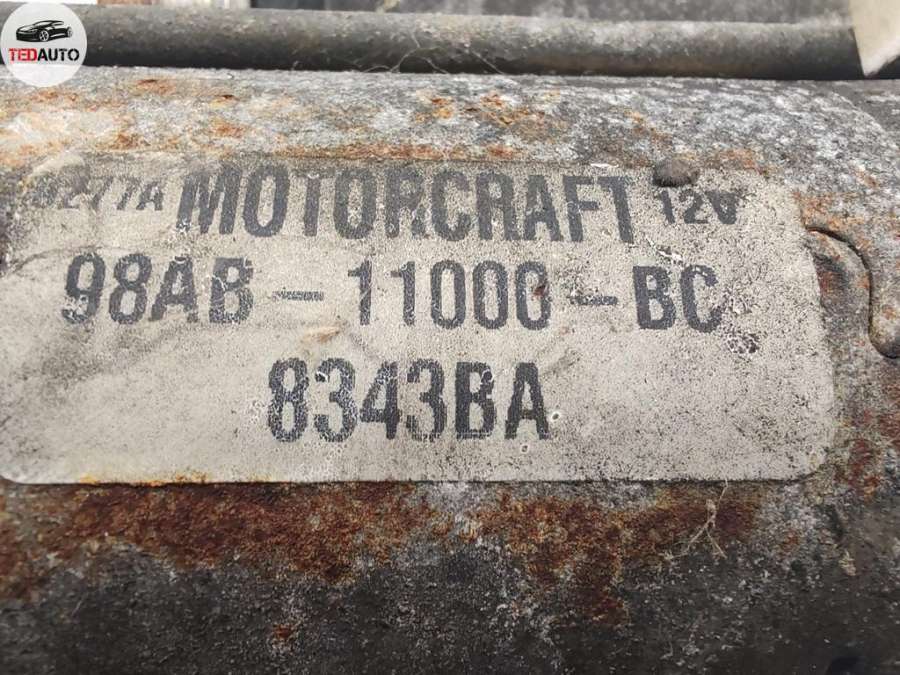 TEDAUTO
MOTORCRAFT 12V
98AB-11000-BC
8343BA